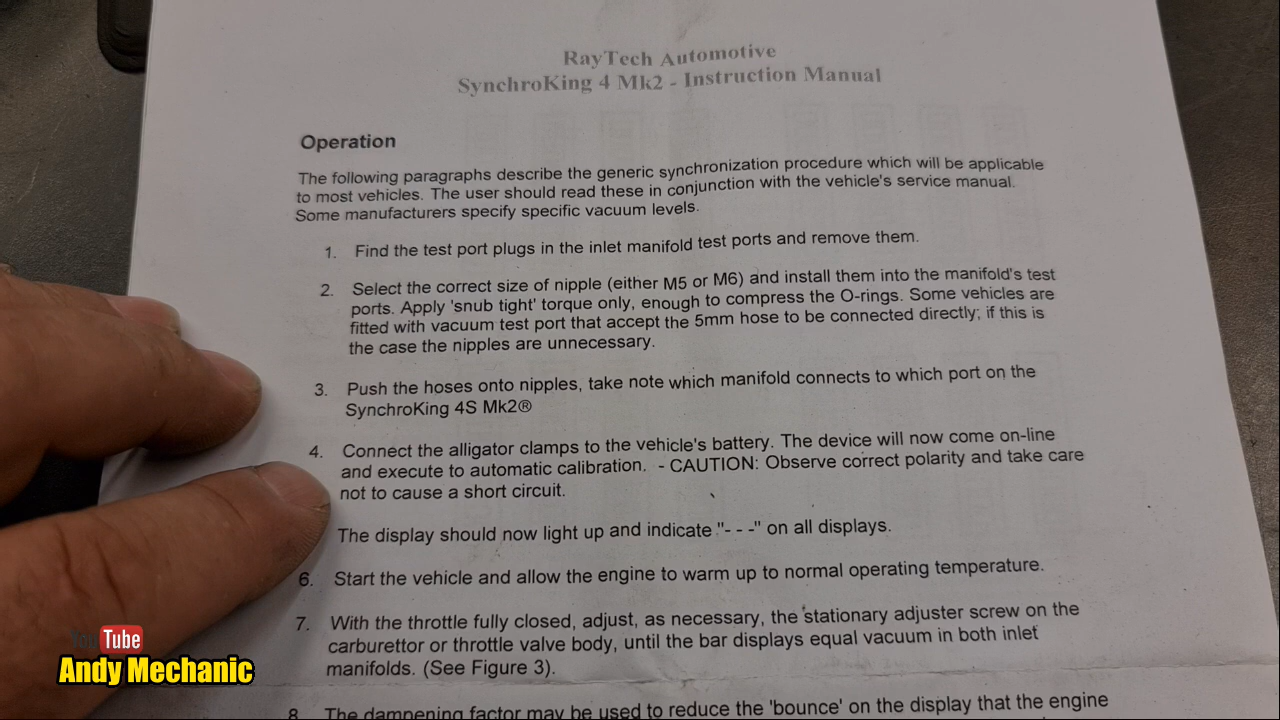 RayTech Automotive
SynchroKing 4 Mk2 - Instruction Manual
Operation
The following paragraphs describe the generic synchronization procedure which will be applicable
to most vehicles. The user should read these in conjunction with the vehicle's service manual.
Some manufacturers specify specific vacuum levels.
1. Find the test port plugs in the inlet manifold test ports and remove them.
2. Select the correct size of nipple (either M5 or M6) and install them into the manifold's test
ports. Apply 'snub tight' torque only, enough to compress the O-rings. Some vehicles are
fitted with vacuum test port that accept the 5mm hose to be connected directly; if this is
the case the nipples are unnecessary.
3. Push the hoses onto nipples, take note which manifold connects to which port on the
SynchroKing 4S Mk2®
4. Connect the alligator clamps to the vehicle's battery. The device will now come on-line
and execute to automatic calibration. - CAUTION: Observe correct polarity and take care
not to cause a short circuit.
The display should now light up and indicate "- - -" on all displays.
6. Start the vehicle and allow the engine to warm up to normal operating temperature.
7. With the throttle fully closed, adjust, as necessary, the stationary adjuster screw on the
carburettor or throttle valve body, until the bar displays equal vacuum in both inlet
manifolds. (See Figure 3).
8. The dampening factor may be used to reduce the 'bounce' on the display that the engine
YouTube
Andy Mechanic